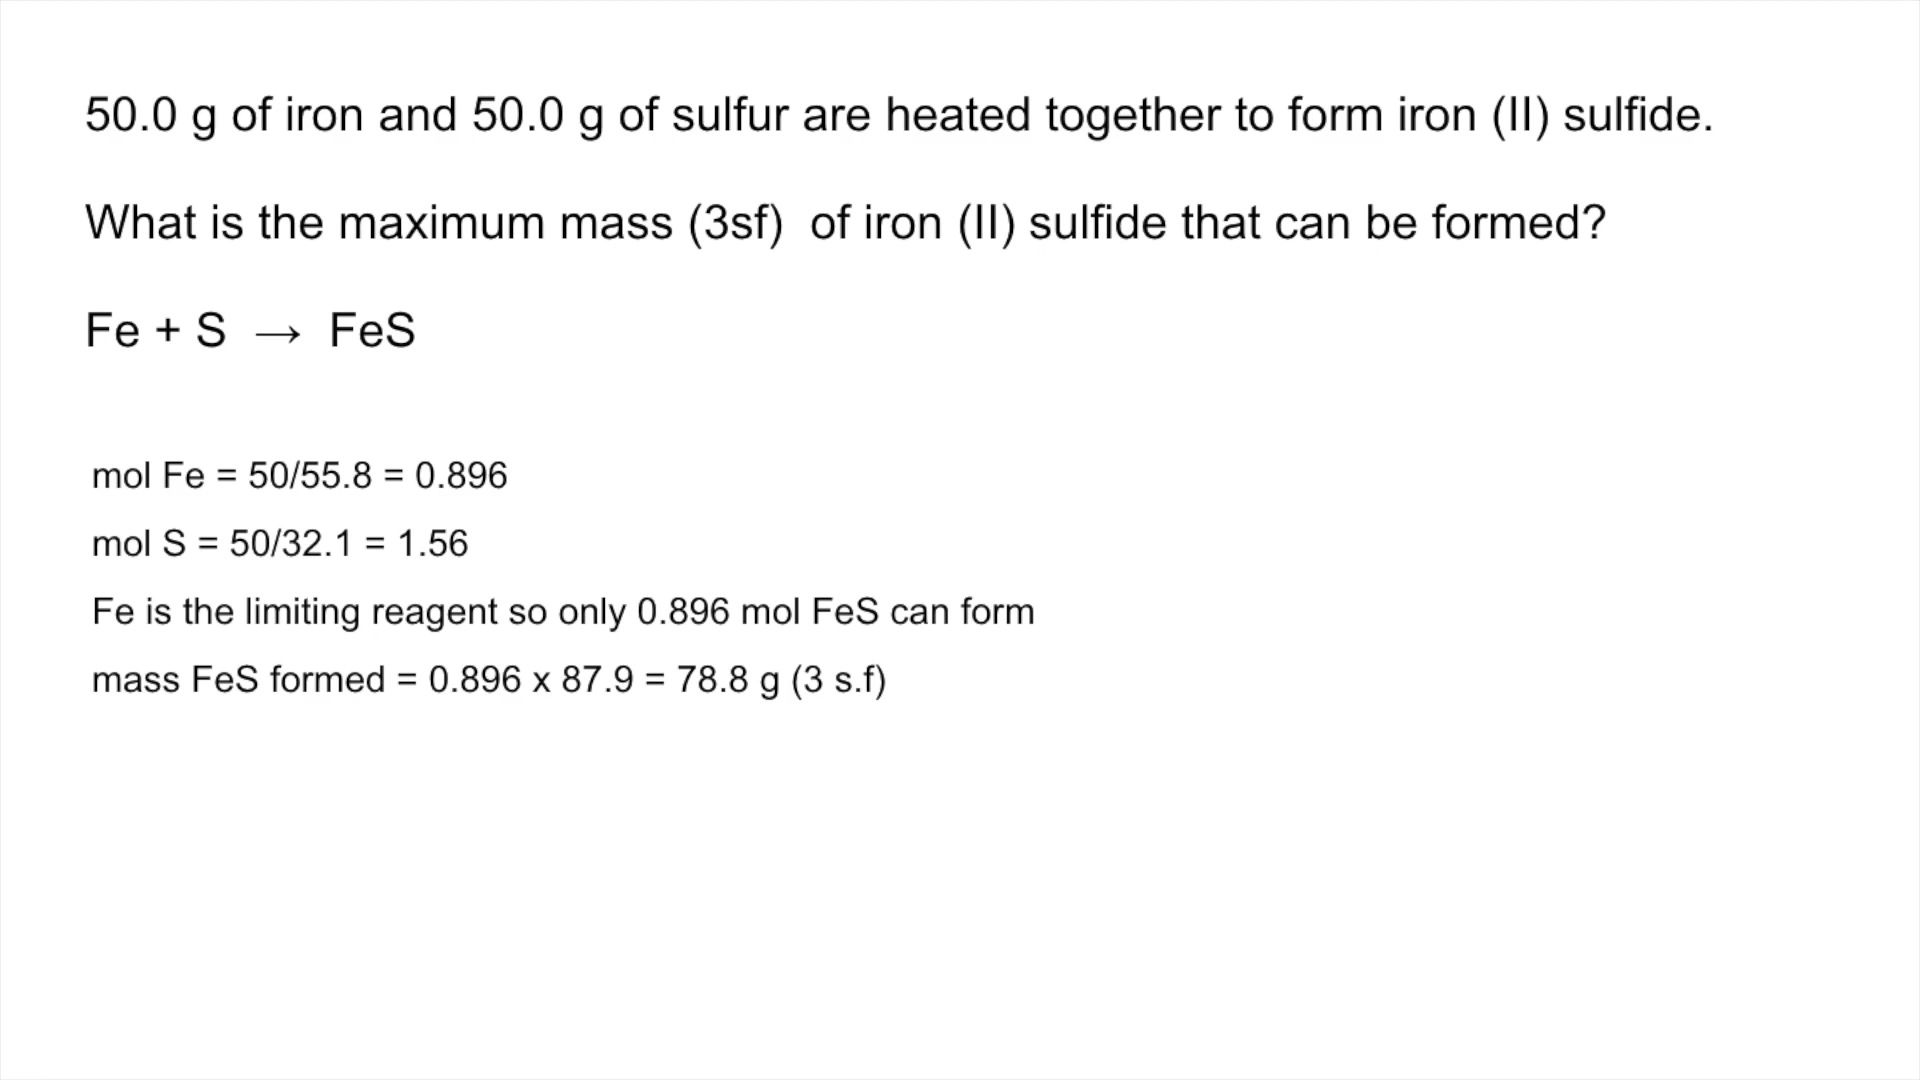 50.0 g of iron and 50.0 g of sulfur are heated together to form iron (II) sulfide.
What is the maximum mass (3sf)  of iron (II) sulfide that can be formed?
Fe + S → FeS
mol Fe = 50/55.8 = 0.896
mol S = 50/32.1 = 1.56
Fe is the limiting reagent so only 0.896 mol FeS can form
mass FeS formed = 0.896 x 87.9 = 78.8 g (3 s.f)